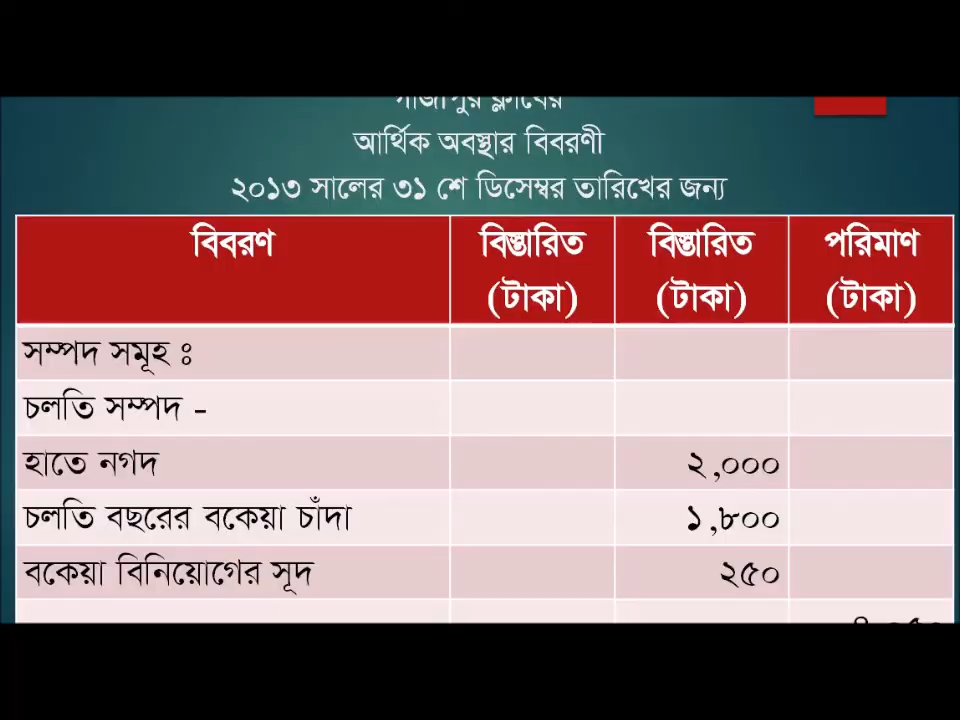 আর্থিক অবস্থার বিবরণী
২০১৩ সালের ৩১ শে ডিসেম্বর তারিখের জন্য
বিবরণ বিস্তারিত (টাকা) বিস্তারিত (টাকা) পরিমাণ (টাকা)
সম্পদ সমূহ ঃ
চলতি সম্পদ -
হাতে নগদ ২,০০০
চলতি বছরের বকেয়া চাঁদা ১,৮০০
বকেয়া বিনিয়োগের সূদ ২৫০